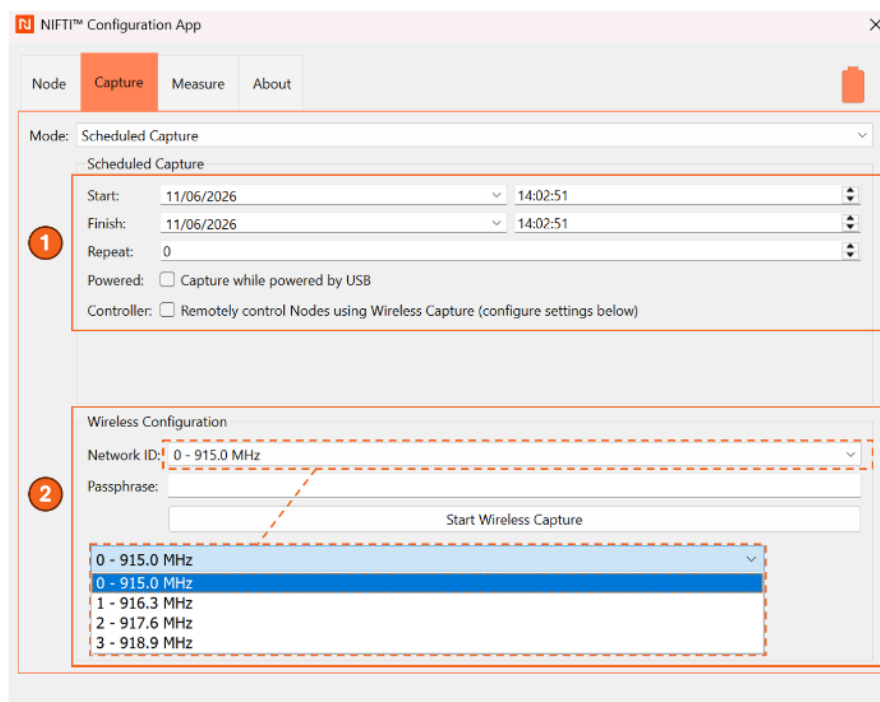 NIFTI™ Configuration App
Node Capture Measure About
Mode: Scheduled Capture
Scheduled Capture
Start: 11/06/2026 14:02:51
Finish: 11/06/2026 14:02:51
1
Repeat: 0
Powered: Capture while powered by USB
Controller: Remotely control Nodes using Wireless Capture (configure settings below)
Wireless Configuration
Network ID: 0 - 915.0 MHz
2
Passphrase:
Start Wireless Capture
0 - 915.0 MHz
0 - 915.0 MHz
1 - 916.3 MHz
2 - 917.6 MHz
3 - 918.9 MHz